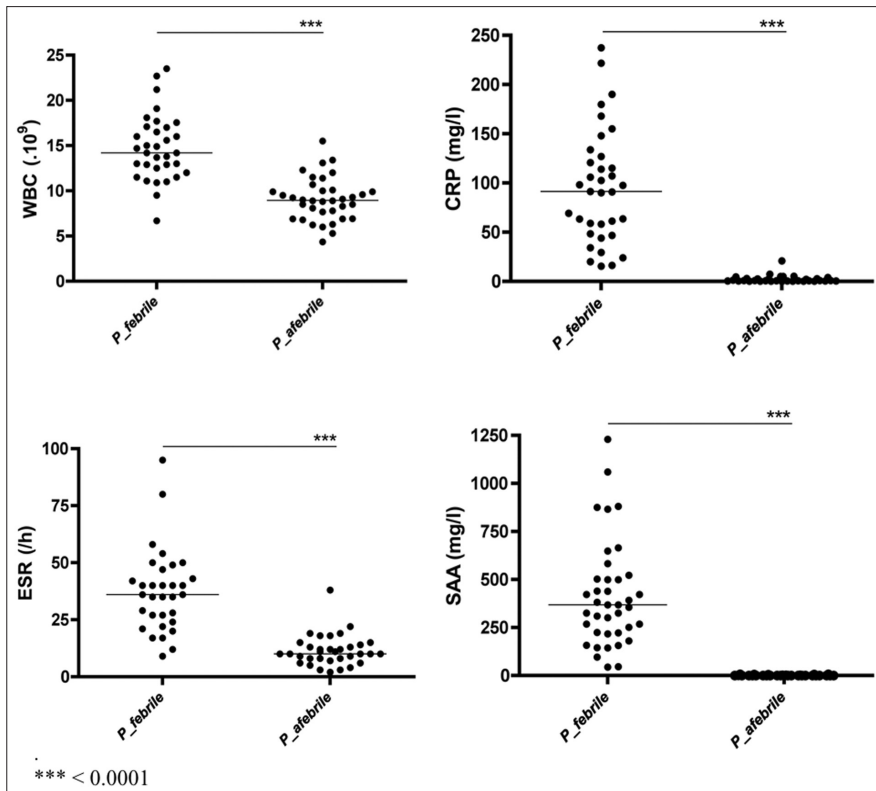 ***
25
20
15
10
5
0
WBC (.10⁹)
P_febrile
P_afebrile
***
250
200
150
100
50
0
CRP (mg/l)
P_febrile
P_afebrile
***
100
75
50
25
0
ESR (/h)
P_febrile
P_afebrile
***
1250
1000
750
500
250
0
SAA (mg/l)
P_febrile
P_afebrile
.
*** < 0.0001